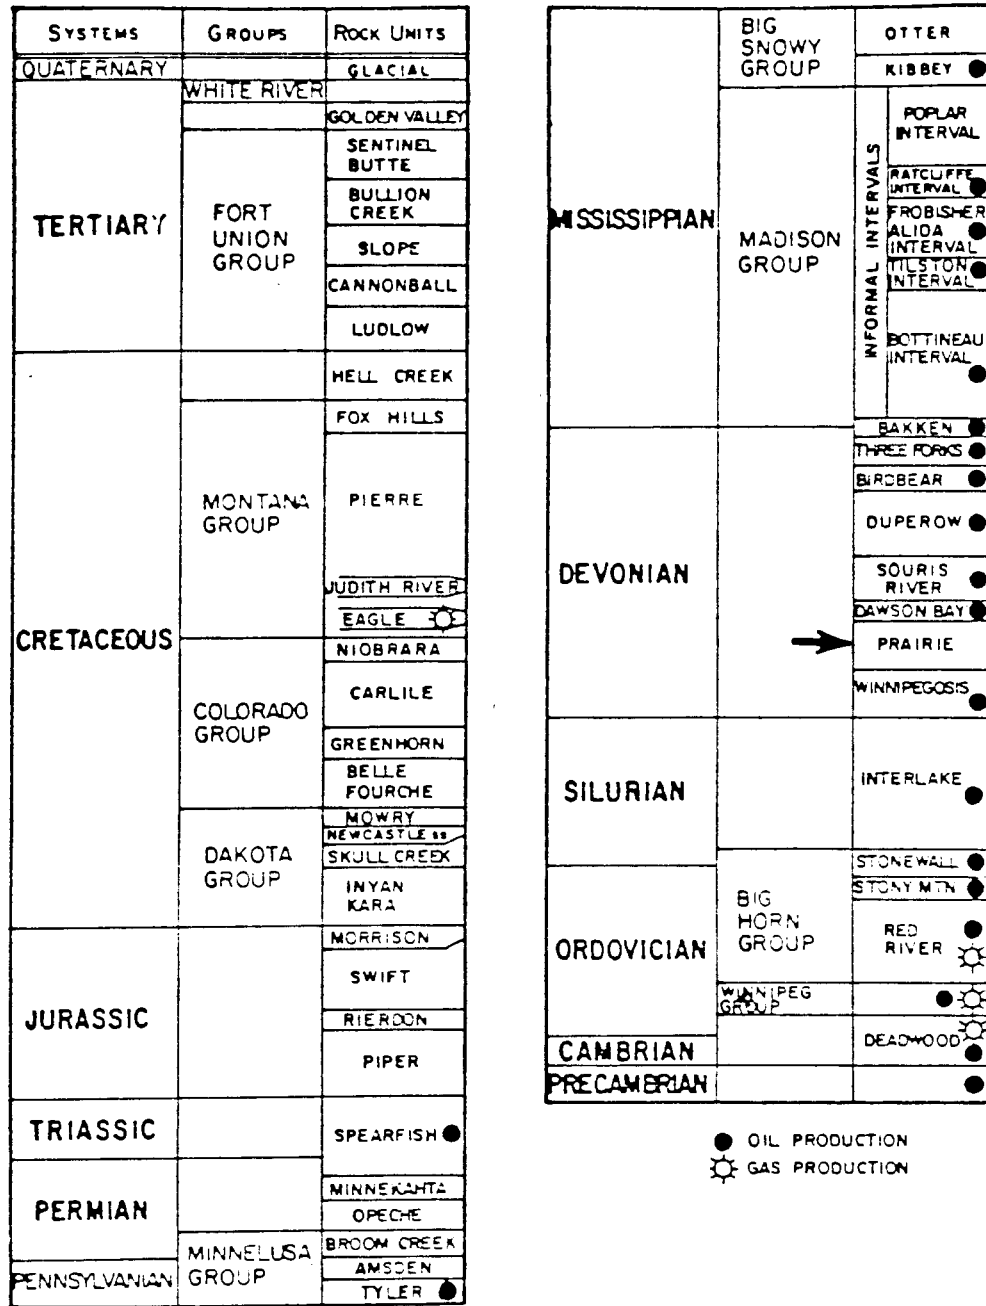 SYSTEMS GROUPS ROCK UNITS
QUATERNARY GLACIAL
WHITE RIVER
GOLDEN VALLEY
TERTIARY
FORT
UNION
GROUP
SENTINEL
BUTTE
BULLION
CREEK
SLOPE
CANNONBALL
LUDLOW
CRETACEOUS
HELL CREEK
MONTANA
GROUP
FOX HILLS
PIERRE
JUDITH RIVER
EAGLE
COLORADO
GROUP
NIOBRARA
CARLILE
GREENHORN
BELLE
FOURCHE
DAKOTA
GROUP
MOWRY
NEWCASTLE ss
SKULL CREEK
INYAN
KARA
JURASSIC
MORRISON
SWIFT
RIERDON
PIPER
TRIASSIC
SPEARFISH
PERMIAN
MINNEKAHTA
OPECHE
MINNELUSA
GROUP
BROOM CREEK
PENNSYLVANIAN
AMSDEN
TYLER
MISSISSIPPIAN
BIG
SNOWY
GROUP
OTTER
KIBBEY
MADISON
GROUP
INFORMAL INTERVALS
POPLAR
INTERVAL
RATCLIFFE
INTERVAL
FROBISHER
ALIDA
INTERVAL
TILSTON
INTERVAL
BOTTINEAU
INTERVAL
BAKKEN
DEVONIAN
THREE FORKS
BIRDBEAR
DUPEROW
SOURIS
RIVER
DAWSON BAY
PRAIRIE
WINNIPEGOSIS
SILURIAN
INTERLAKE
ORDOVICIAN
BIG
HORN
GROUP
STONEWALL
STONY MTN
RED
RIVER
WINNIPEG
GROUP
DEADWOOD
CAMBRIAN
PRECAMBRIAN
OIL PRODUCTION
GAS PRODUCTION